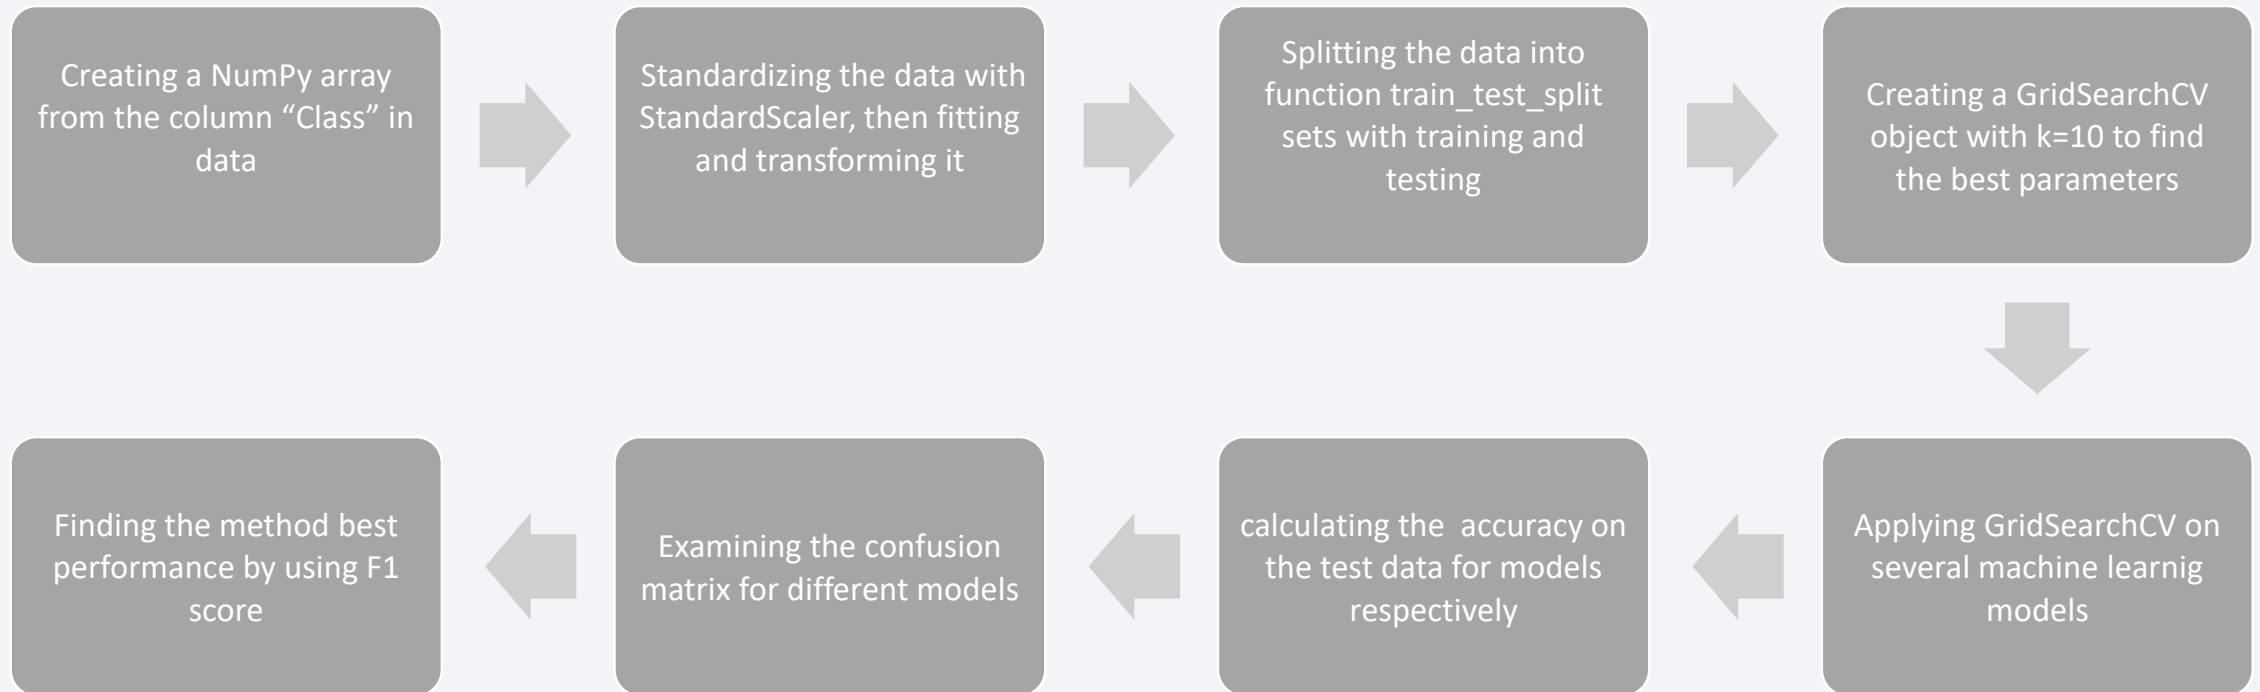 Creating a NumPy array
from the column “Class” in
data
Standardizing the data with
StandardScaler, then fitting
and transforming it
Splitting the data into
function train_test_split
sets with training and
testing
Creating a GridSearchCV
object with k=10 to find
the best parameters
Applying GridSearchCV on
several machine learnig
models
calculating the  accuracy on
the test data for models
respectively
Examining the confusion
matrix for different models
Finding the method best
performance by using F1
score